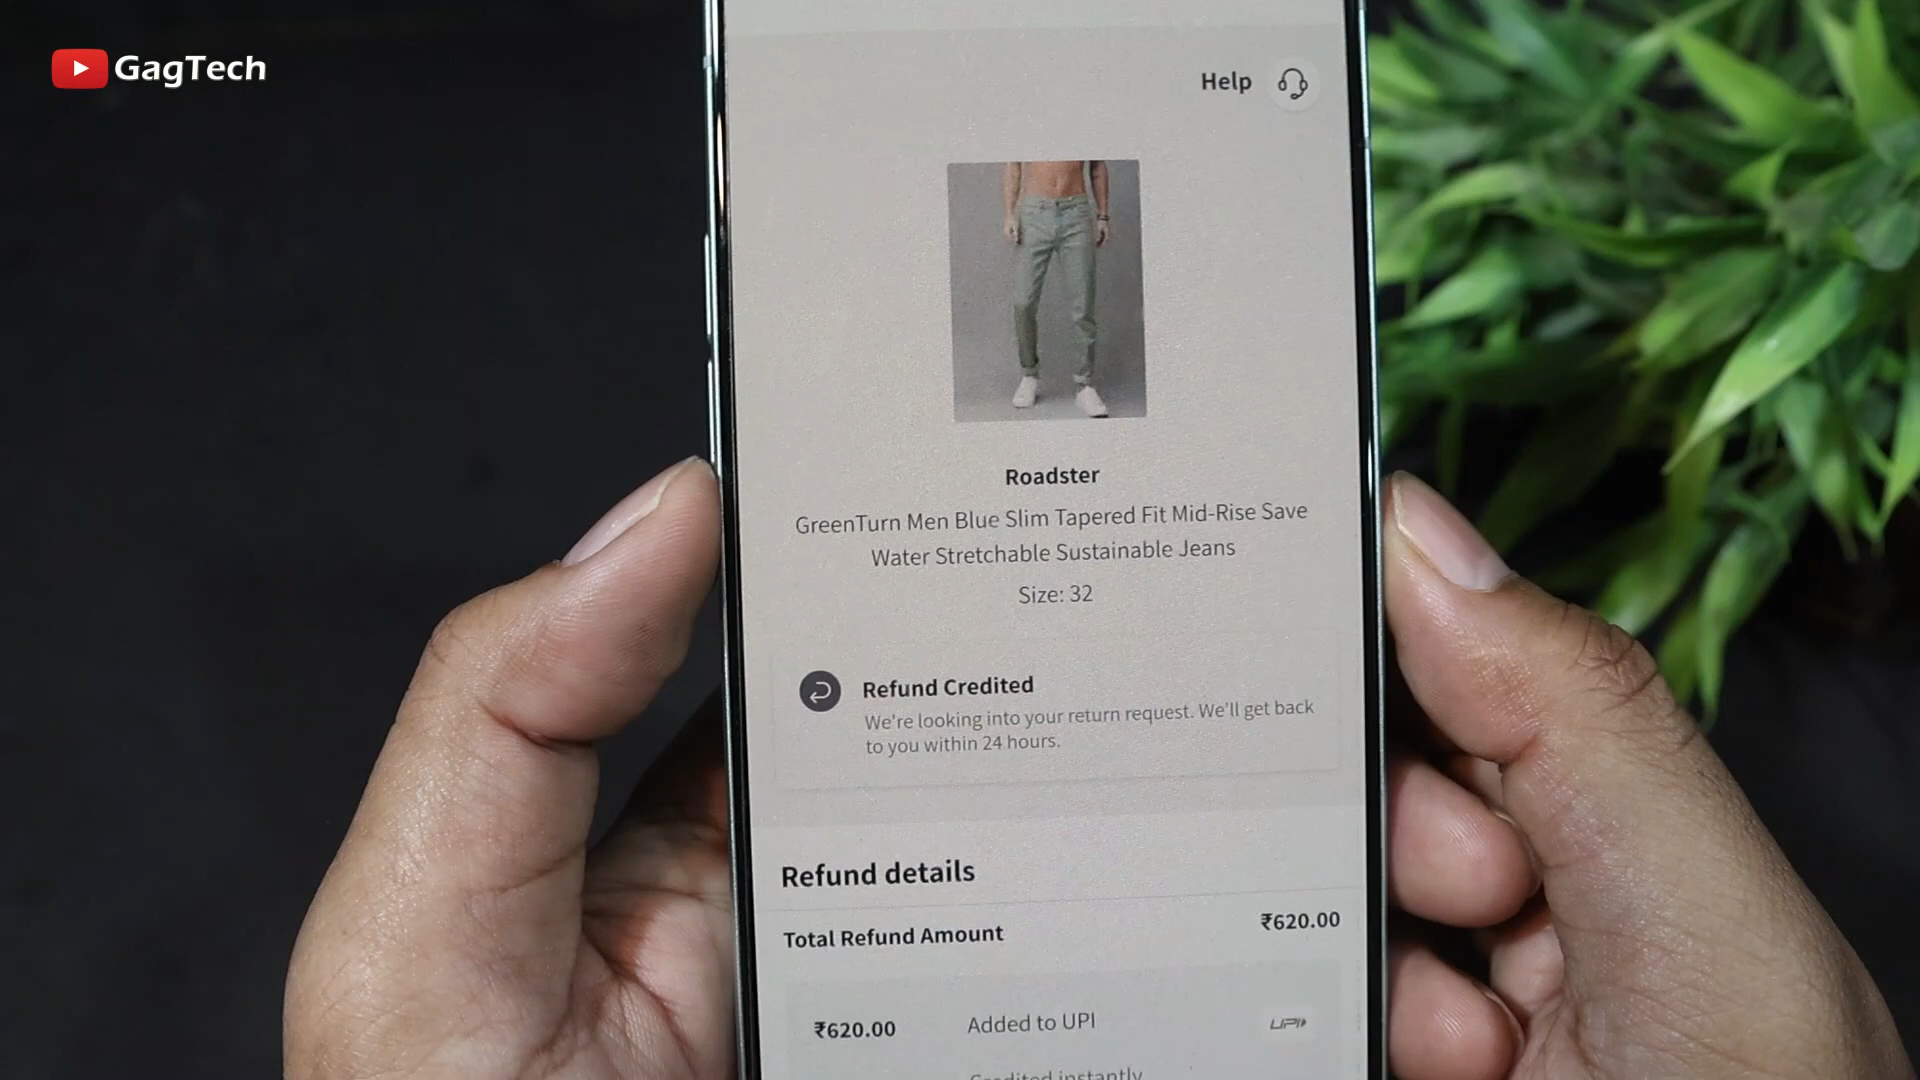 GagTech
Help
Roadster
GreenTurn Men Blue Slim Tapered Fit Mid-Rise Save
Water Stretchable Sustainable Jeans
Size: 32
Refund Credited
We're looking into your return request. We'll get back
to you within 24 hours.
Refund details
Total Refund Amount ₹620.00
₹620.00 Added to UPI UPI
Credited instantly